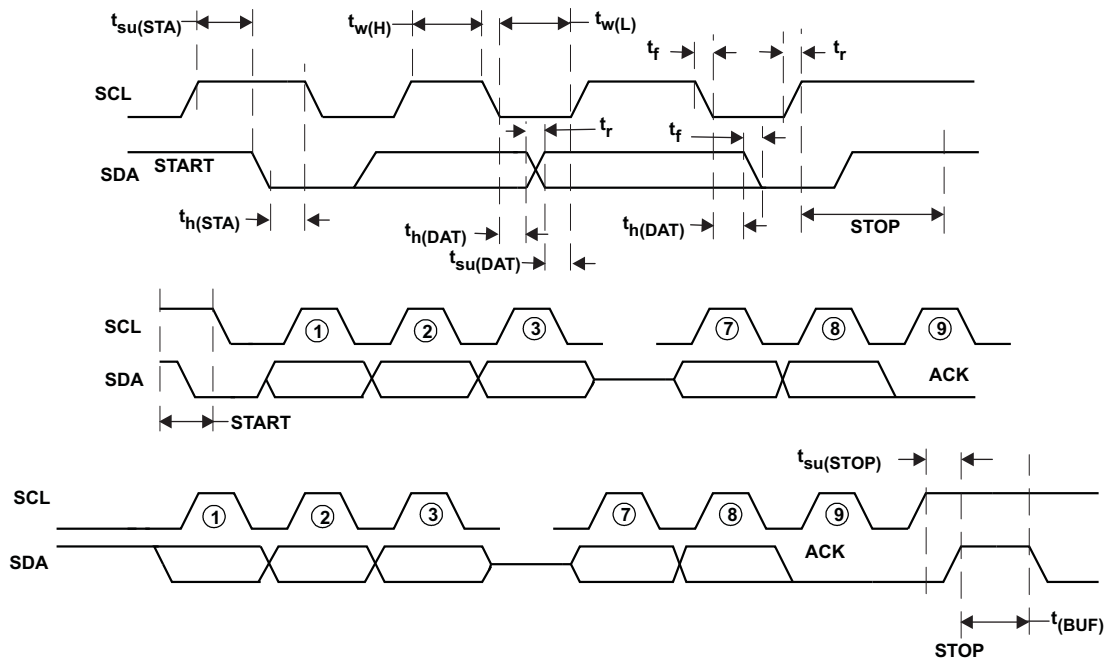 tsu(STA) tw(H) tw(L) tf tr
SCL
tr tf
SDA START
th(STA) th(DAT) th(DAT) STOP
tsu(DAT)
SCL 1 2 3 7 8 9
SDA ACK
START
tsu(STOP)
SCL 1 2 3 7 8 9
SDA ACK
t(BUF)
STOP